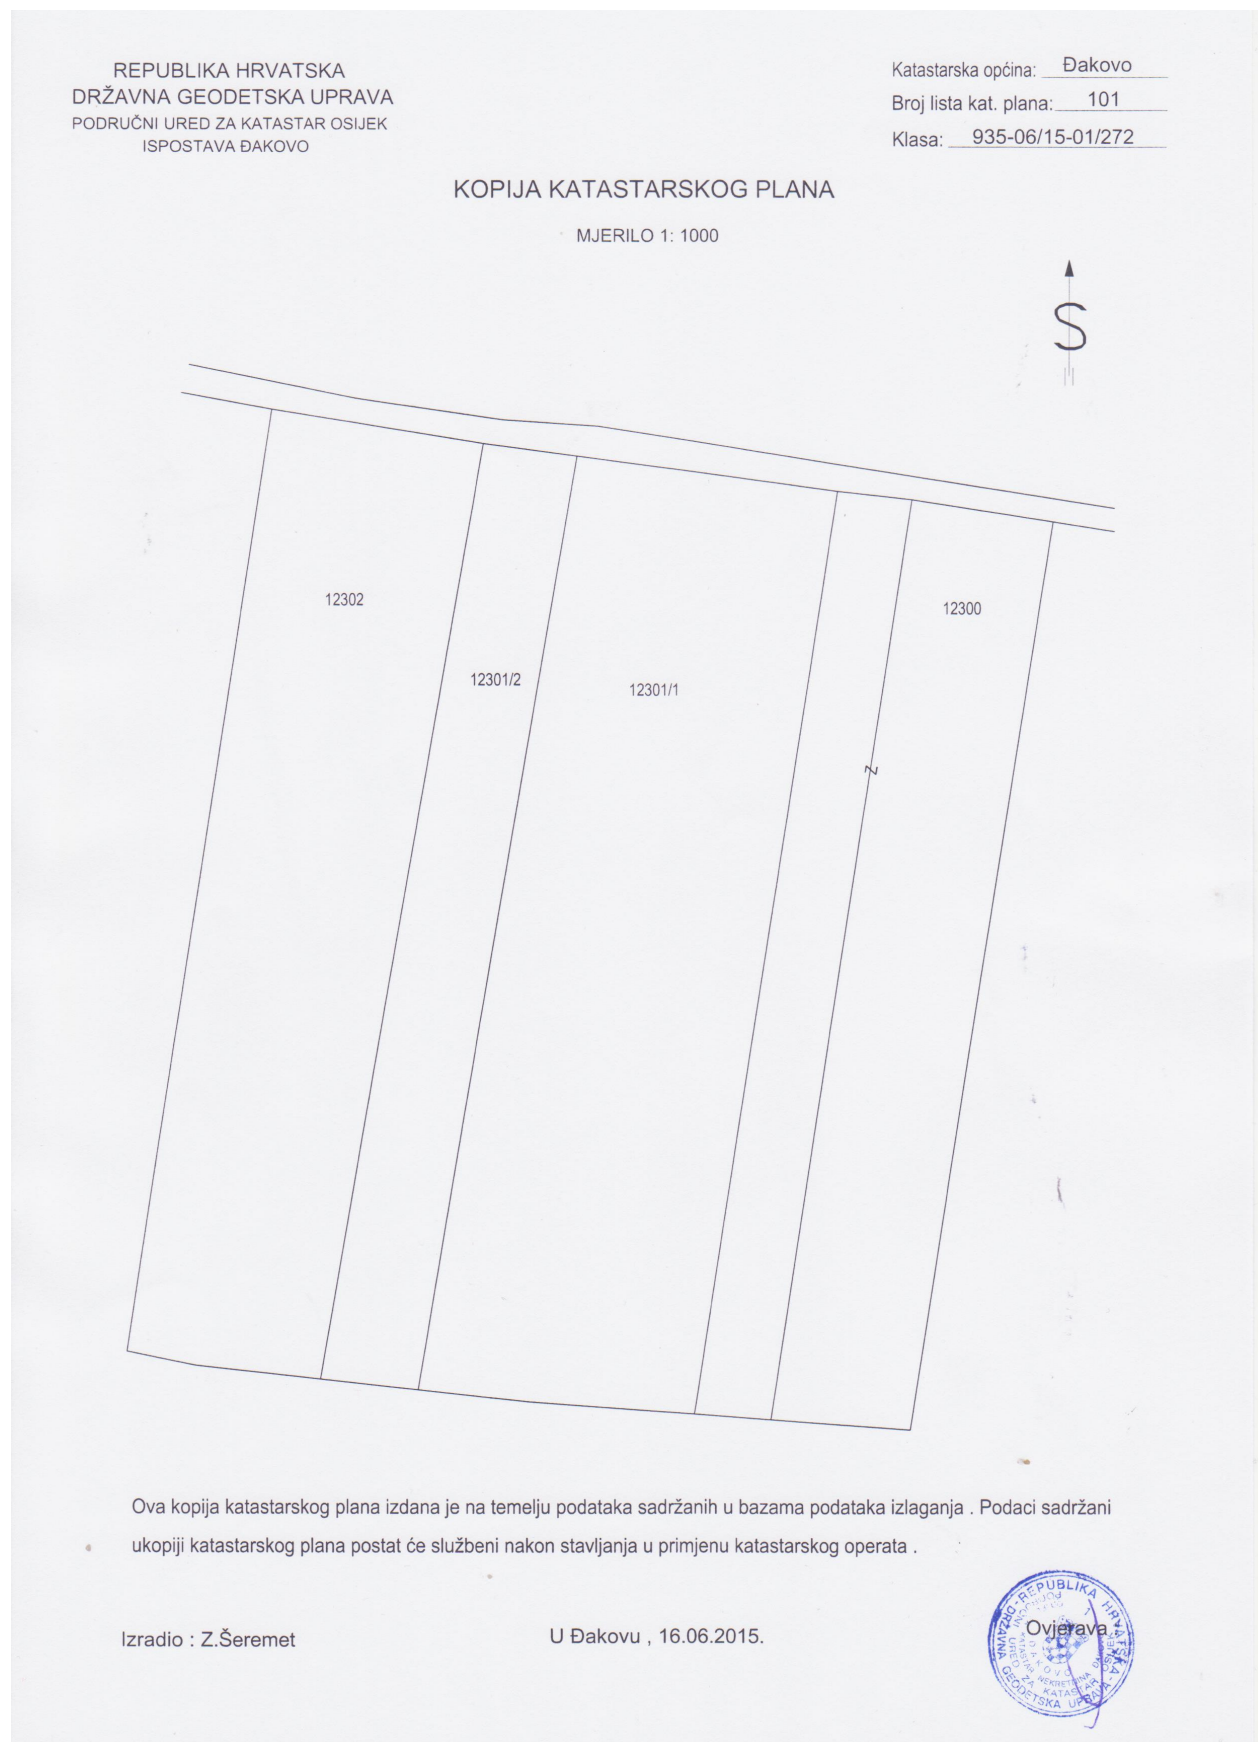 REPUBLIKA HRVATSKA
DRŽAVNA GEODETSKA UPRAVA
PODRUČNI URED ZA KATASTAR OSIJEK
ISPOSTAVA ĐAKOVO
Katastarska općina: Đakovo
Broj lista kat. plana: 101
Klasa: 935-06/15-01/272
KOPIJA KATASTARSKOG PLANA
MJERILO 1: 1000
S
12302
12300
12301/2
12301/1
Z
Ova kopija katastarskog plana izdana je na temelju podataka sadržanih u bazama podataka izlaganja . Podaci sadržani
ukopiji katastarskog plana postat će službeni nakon stavljanja u primjenu katastarskog operata .
Izradio : Z.Šeremet
U Đakovu , 16.06.2015.
Ovjerava
REPUBLIKA HRVATSKA
DRŽAVNA GEODETSKA UPRAVA
PODRUČNI URED ZA KATASTAR